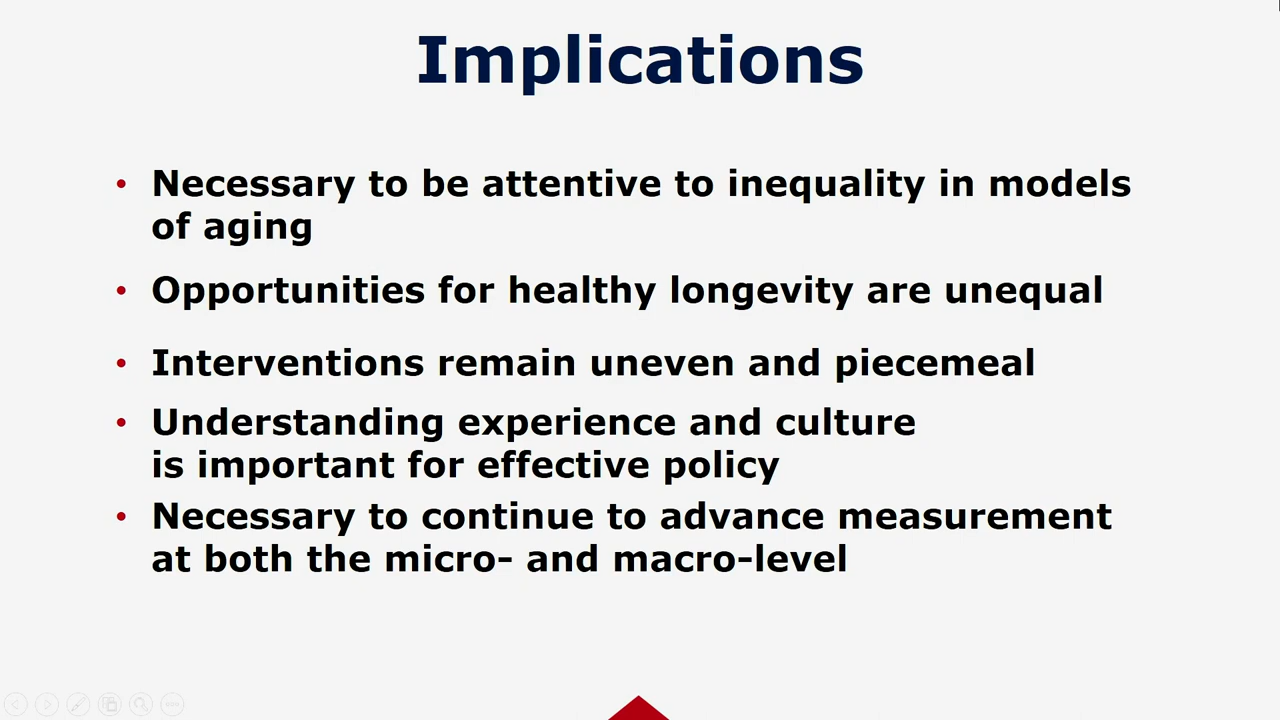 Implications
• Necessary to be attentive to inequality in models
of aging
• Opportunities for healthy longevity are unequal
• Interventions remain uneven and piecemeal
• Understanding experience and culture
is important for effective policy
• Necessary to continue to advance measurement
at both the micro- and macro-level